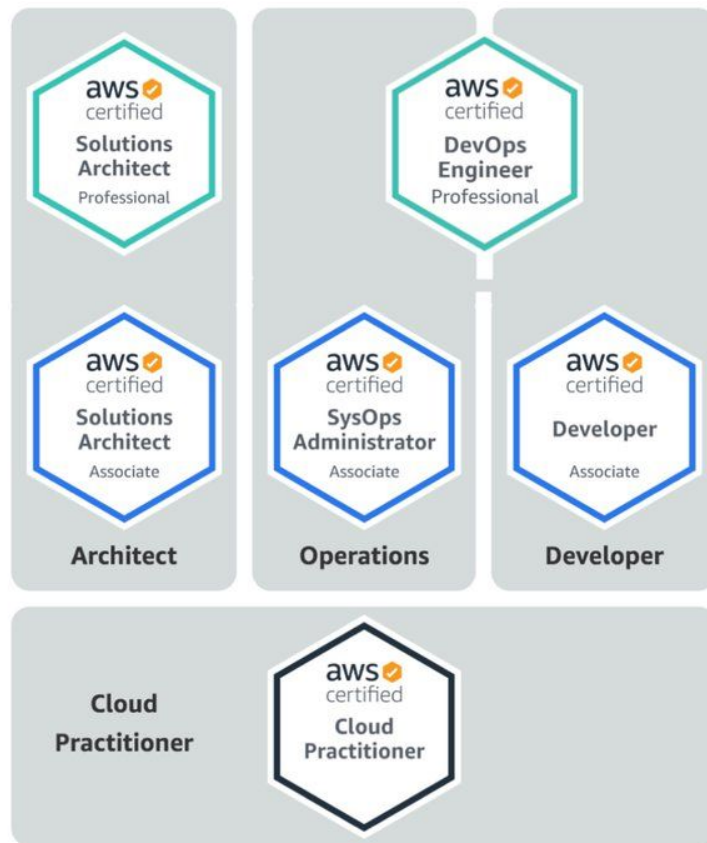 aws
certified
Solutions
Architect
Professional
aws
certified
DevOps
Engineer
Professional
aws
certified
Solutions
Architect
Associate
Architect
aws
certified
SysOps
Administrator
Associate
Operations
aws
certified
Developer
Associate
Developer
Cloud
Practitioner
aws
certified
Cloud
Practitioner